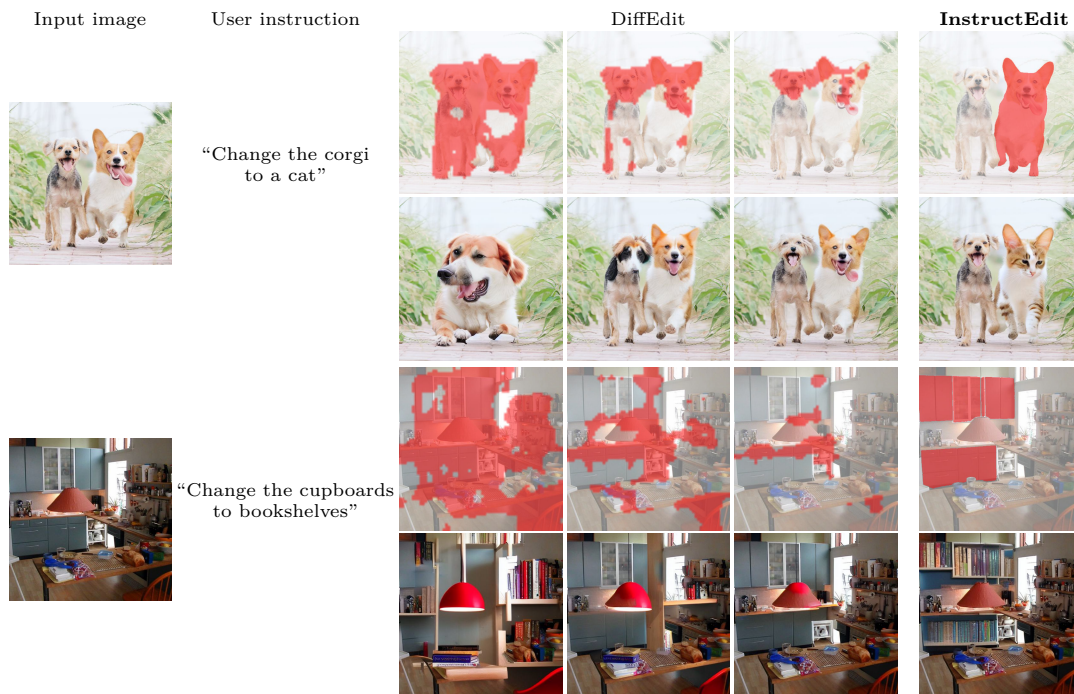 Input image
User instruction
DiffEdit
InstructEdit
“Change the corgi
to a cat”
“Change the cupboards
to bookshelves”